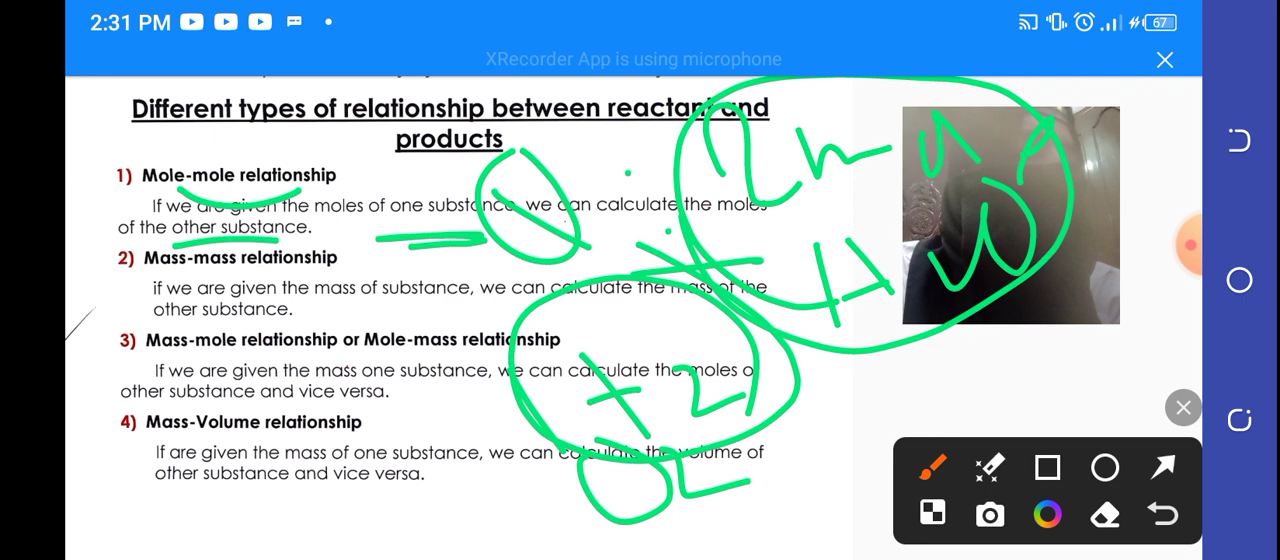 2:31 PM 67
XRecorder App is using microphone
Different types of relationship between reactant and
products
1) Mole-mole relationship
If we are given the moles of one substance, we can calculate the moles
of the other substance.
2) Mass-mass relationship
if we are given the mass of substance, we can calculate the mass of the
other substance.
3) Mass-mole relationship or Mole-mass relationship
If we are given the mass one substance, we can calculate the moles o
other substance and vice versa.
4) Mass-Volume relationship
If are given the mass of one substance, we can calculate the volume of
other substance and vice versa.